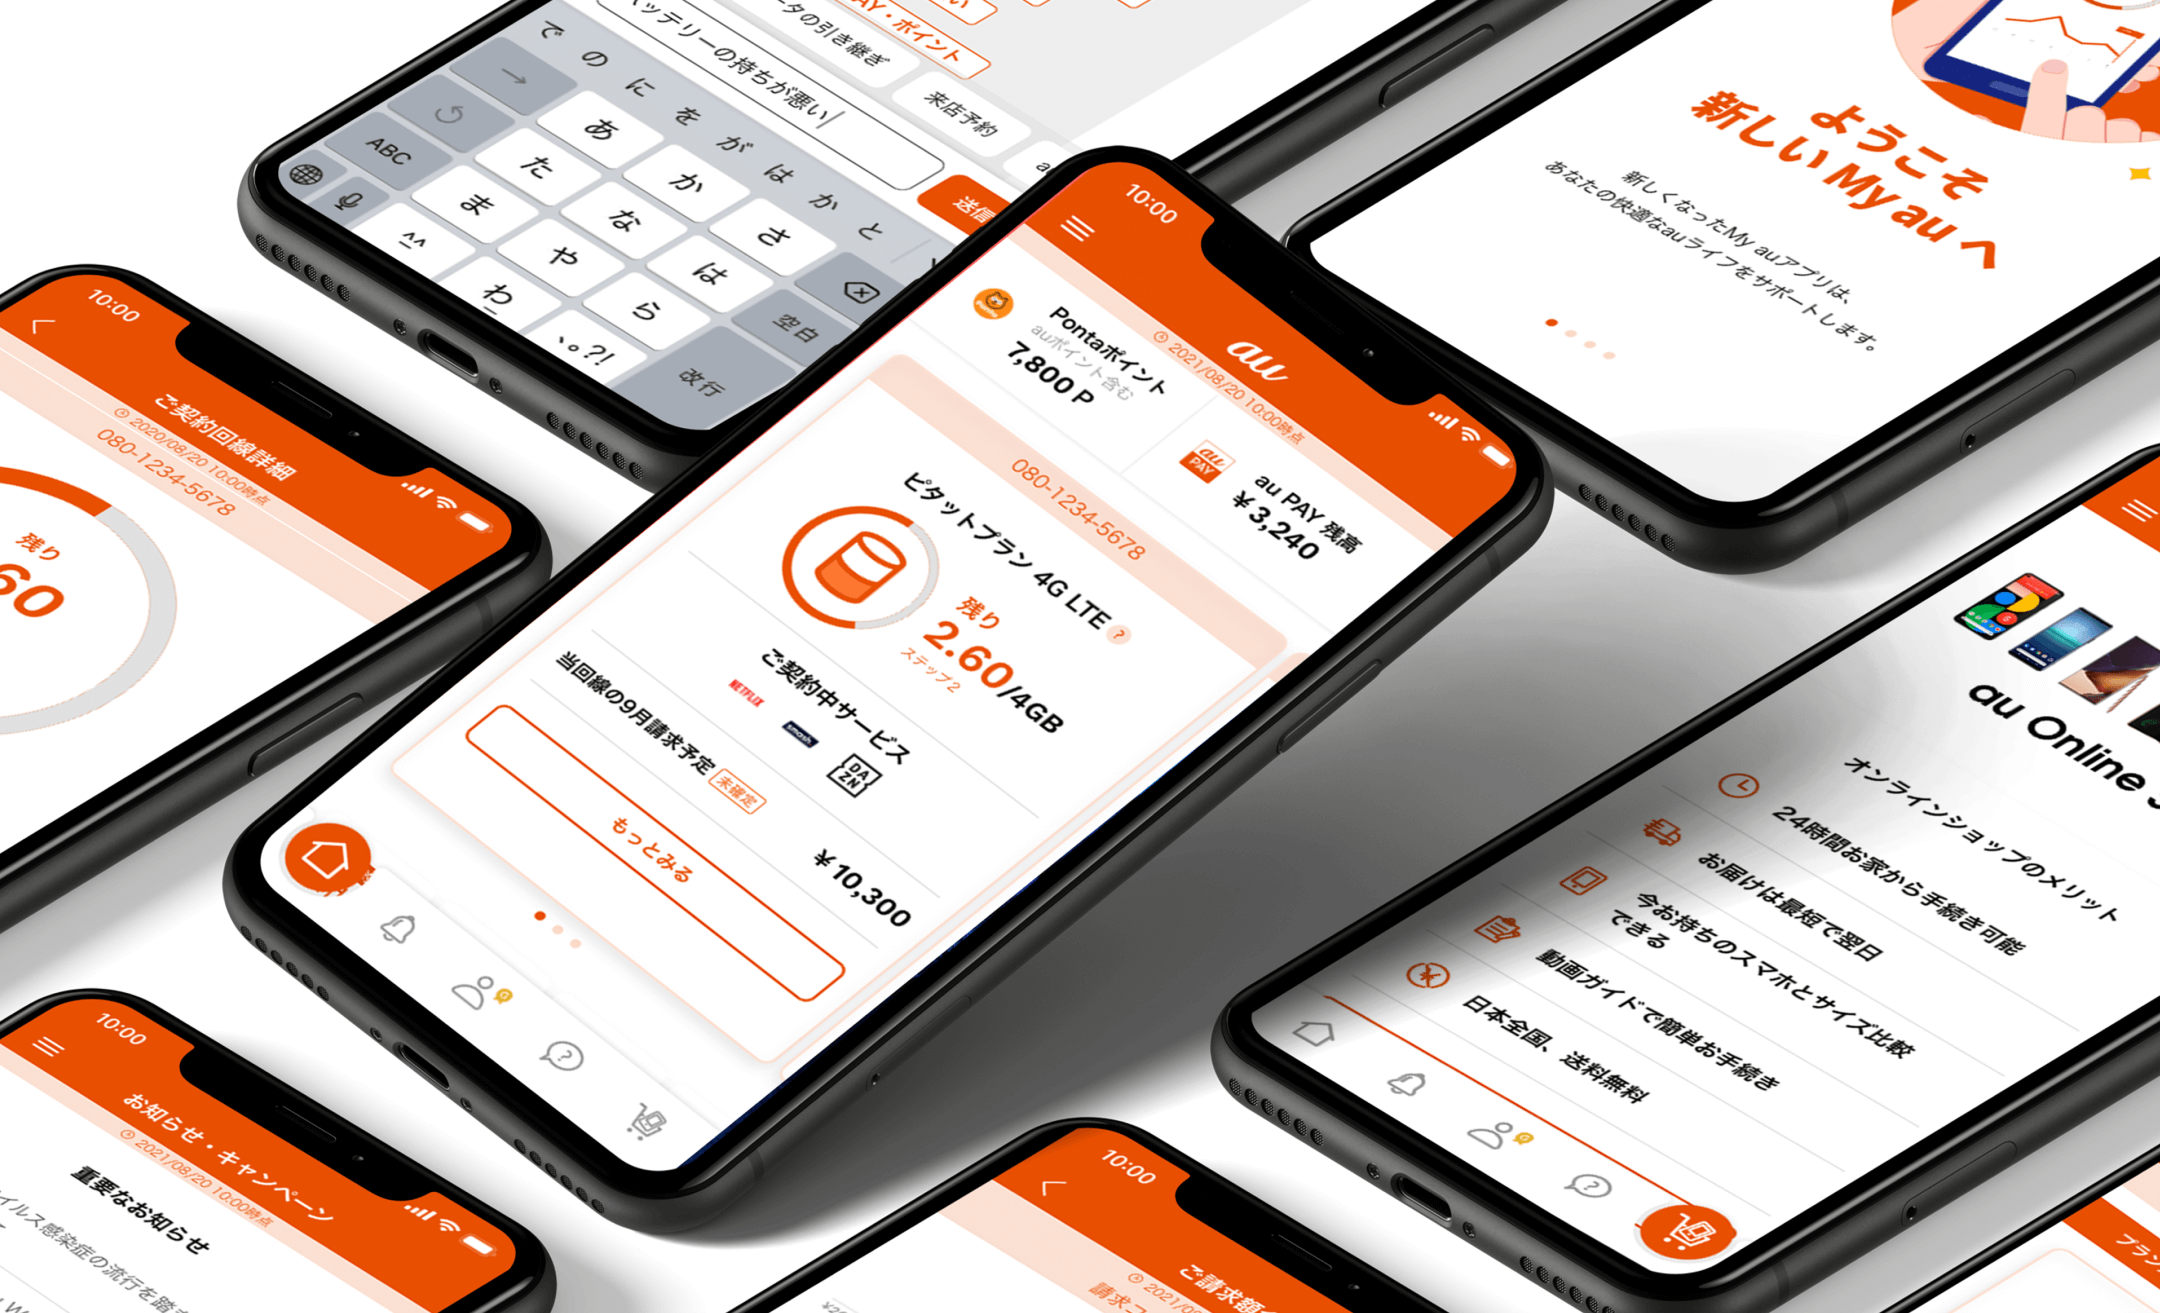 での にをがはかと
ッテリーの持ちが悪い
ータの引き継ぎ
AY・ポイント
来店予約
送信
→
ABC
あ
か
さ
た
な
は
ま
や
ら
^^
わ
、。?!
空白
改行
ようこそ
新しいMy auへ
新しくなったMy auアプリは、
あなたの快適なauライフをサポートします。
10:00
ご契約回線詳細
2020/08/20 10:00時点
080-1234-5678
残り
60
10:00
au
2021/08/20 10:00時点
Pontaポイント
auポイント含む
7,800 P
au PAY
au PAY 残高
¥3,240
080-1234-5678
ピタットプラン 4G LTE ?
残り
2.60/4GB
ステップ2
ご契約中サービス
NETFLIX
smash.
DAZN
当回線の9月請求予定 未確定
¥10,300
もっとみる
au Online
オンラインショップのメリット
24時間お家から手続き可能
お届けは最短で翌日
今お持ちのスマホとサイズ比較
できる
動画ガイドで簡単お手続き
日本全国、送料無料
10:00
お知らせ・キャンペーン
2021/08/20 10:00時点
重要なお知らせ
イルス感染症の流行を踏
10:00
ご請求額
2021/0
請求
プラン